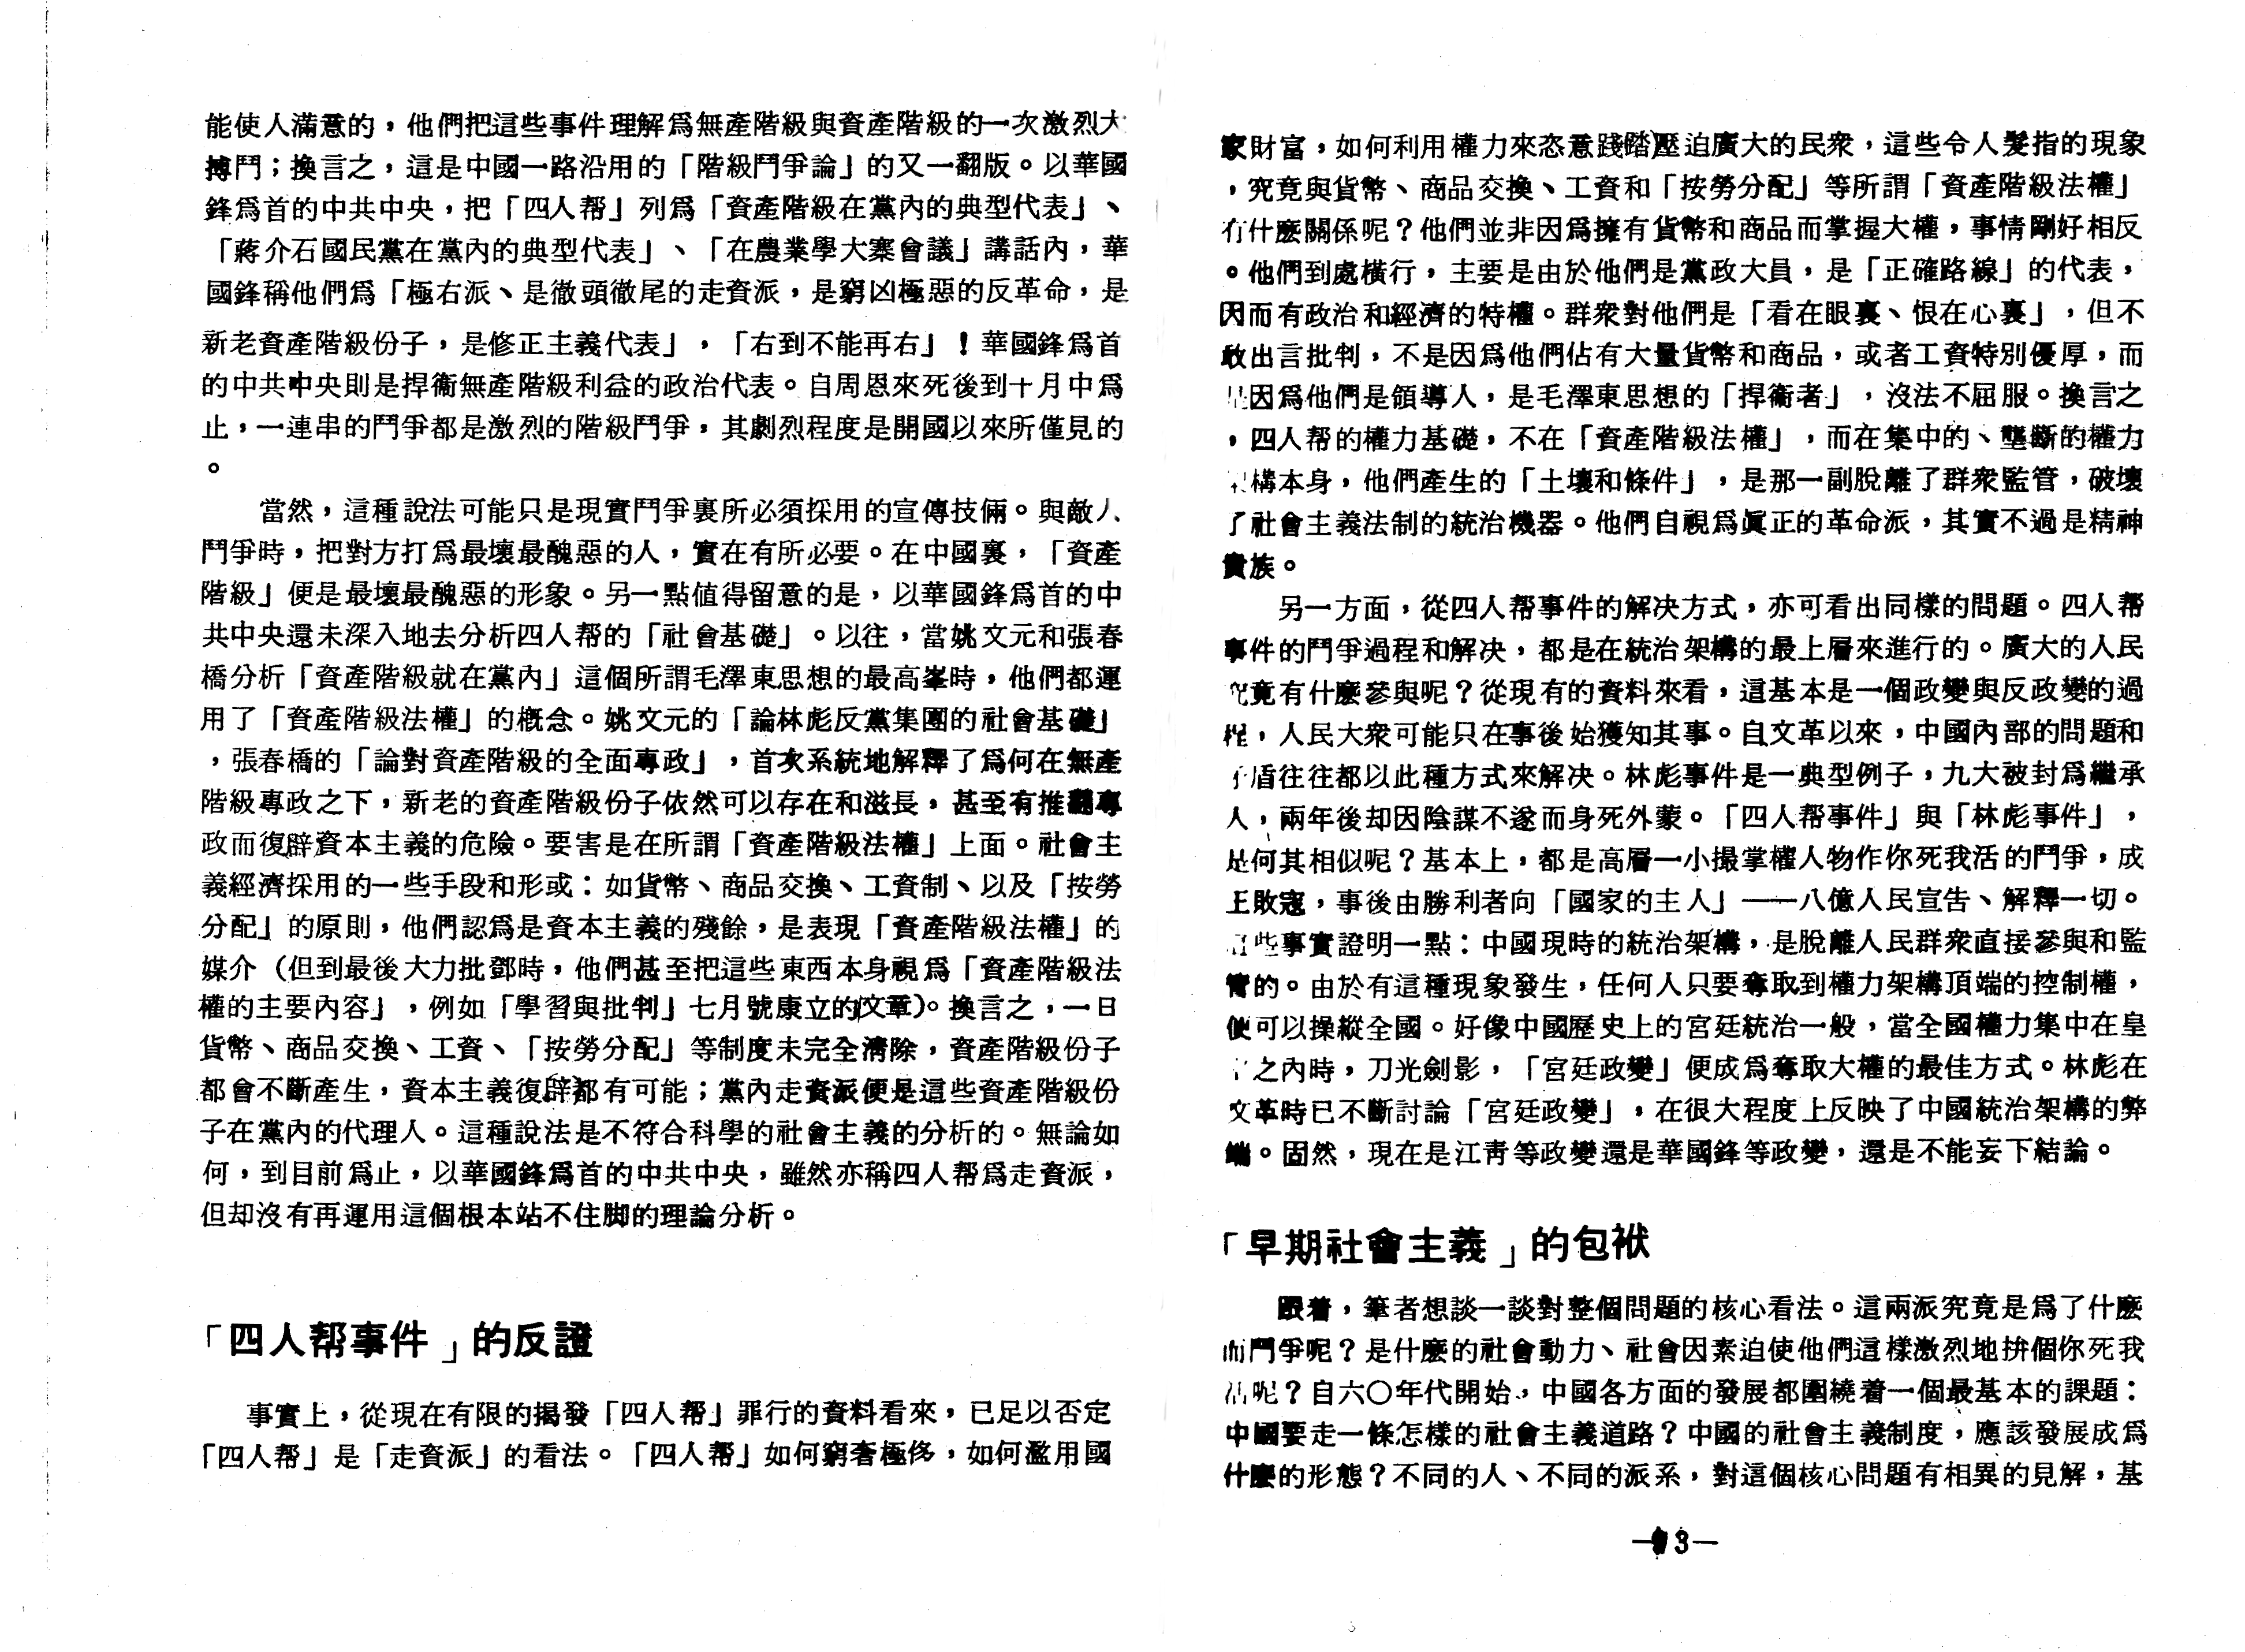 能使人滿意的，他們把這些事件理解爲無產階級與資產階級的一次激烈大
搏鬥；換言之，這是中國一路沿用的「階級鬥爭論」的又一翻版。以華國
鋒爲首的中共中央，把「四人幚」列爲「資產階級在黨內的典型代表」、
「蔣介石國民黨在黨內的典型代表」、「在農業學大寨會議」講話內，華
國鋒稱他們爲「極右派、是徹頭徹尾的走資派，是窮凶極惡的反革命，是
新老資產階級份子，是修正主義代表」，「右到不能再右」！華國鋒爲首
的中共中央則是捍衞無產階級利益的政治代表。自周恩來死後到十月中爲
止，一連串的鬥爭都是激烈的階級鬥爭，其劇烈程度是開國以來所僅見的
。
當然，這種說法可能只是現實鬥爭裏所必須採用的宣傳技倆。與敵人
鬥爭時，把對方打爲最壞最醜惡的人，實在有所必要。在中國裏，「資產
階級」便是最壞最醜惡的形象。另一點值得留意的是，以華國鋒爲首的中
共中央還未深入地去分析四人幚的「社會基礎」。以往，當姚文元和張春
橋分析「資產階級就在黨內」這個所謂毛澤東思想的最高峯時，他們都運
用了「資產階級法權」的概念。姚文元的「論林彪反黨集團的社會基礎」
，張春橋的「論對資產階級的全面專政」，首次系統地解釋了爲何在無產
階級專政之下，新老的資產階級份子依然可以存在和滋長，甚至有推翻專
政而復辟資本主義的危險。要害是在所謂「資產階級法權」上面。社會主
義經濟採用的一些手段和形或：如貨幣、商品交換、工資制、以及「按勞
分配」的原則，他們認爲是資本主義的殘餘，是表現「資產階級法權」的
媒介（但到最後大力批鄧時，他們甚至把這些東西本身視爲「資產階級法
權的主要內容」，例如「學習與批判」七月號康立的文章）。換言之，一日
貨幣、商品交換、工資、「按勞分配」等制度未完全清除，資產階級份子
都會不斷產生，資本主義復辟都有可能；黨內走資派便是這些資產階級份
子在黨內的代理人。這種說法是不符合科學的社會主義的分析的。無論如
何，到目前爲止，以華國鋒爲首的中共中央，雖然亦稱四人幚爲走資派，
但却沒有再運用這個根本站不住脚的理論分析。
「四人幚事件」的反證
事實上，從現在有限的揭發「四人幚」罪行的資料看來，已足以否定
「四人幚」是「走資派」的看法。「四人幚」如何窮奢極侈，如何濫用國
家財富，如何利用權力來恣意踐踏壓迫廣大的民衆，這些令人髮指的現象
，究竟與貨幣、商品交換、工資和「按勞分配」等所謂「資產階級法權」
有什麽關係呢？他們並非因爲擁有貨幣和商品而掌握大權，事情剛好相反
。他們到處橫行，主要是由於他們是黨政大員，是「正確路線」的代表，
因而有政治和經濟的特權。群衆對他們是「看在眼裏、恨在心裏」，但不
敢出言批判，不是因爲他們佔有大量貨幣和商品，或者工資特別優厚，而
是因爲他們是領導人，是毛澤東思想的「捍衞者」，沒法不屈服。換言之
，四人幚的權力基礎，不在「資產階級法權」，而在集中的、壟斷的權力
架構本身，他們產生的「土壤和條件」，是那一副脫離了群衆監管，破壞
了社會主義法制的統治機器。他們自視爲眞正的革命派，其實不過是精神
貴族。
另一方面，從四人幚事件的解决方式，亦可看出同樣的問題。四人幚
事件的鬥爭過程和解决，都是在統治架構的最上層來進行的。廣大的人民
究竟有什麽參與呢？從現有的資料來看，這基本是一個政變與反政變的過
程，人民大衆可能只在事後始獲知其事。自文革以來，中國內部的問題和
矛盾往往都以此種方式來解决。林彪事件是一典型例子，九大被封爲繼承
人，兩年後却因陰謀不遂而身死外蒙。「四人幚事件」與「林彪事件」，
是何其相似呢？基本上，都是高層一小撮掌權人物作你死我活的鬥爭，成
王敗寇，事後由勝利者向「國家的主人」——八億人民宣告、解釋一切。
這些事實證明一點：中國現時的統治架構，是脫離人民群衆直接參與和監
管的。由於有這種現象發生，任何人只要奪取到權力架構頂端的控制權，
便可以操縱全國。好像中國歷史上的宮廷統治一般，當全國權力集中在皇
之內時，刀光劍影，「宮廷政變」便成爲奪取大權的最佳方式。林彪在
文革時已不斷討論「宮廷政變」，在很大程度上反映了中國統治架構的弊
端。固然，現在是江青等政變還是華國鋒等政變，還是不能妄下結論。
「早期社會主義」的包袱
跟着，筆者想談一談對整個問題的核心看法。這兩派究竟是爲了什麽
而鬥爭呢？是什麽的社會動力、社會因素迫使他們這樣激烈地拚個你死我
活呢？自六〇年代開始，中國各方面的發展都圍繞着一個最基本的課題：
中國要走一條怎樣的社會主義道路？中國的社會主義制度，應該發展成爲
什麽的形態？不同的人、不同的派系，對這個核心問題有相異的見解，基